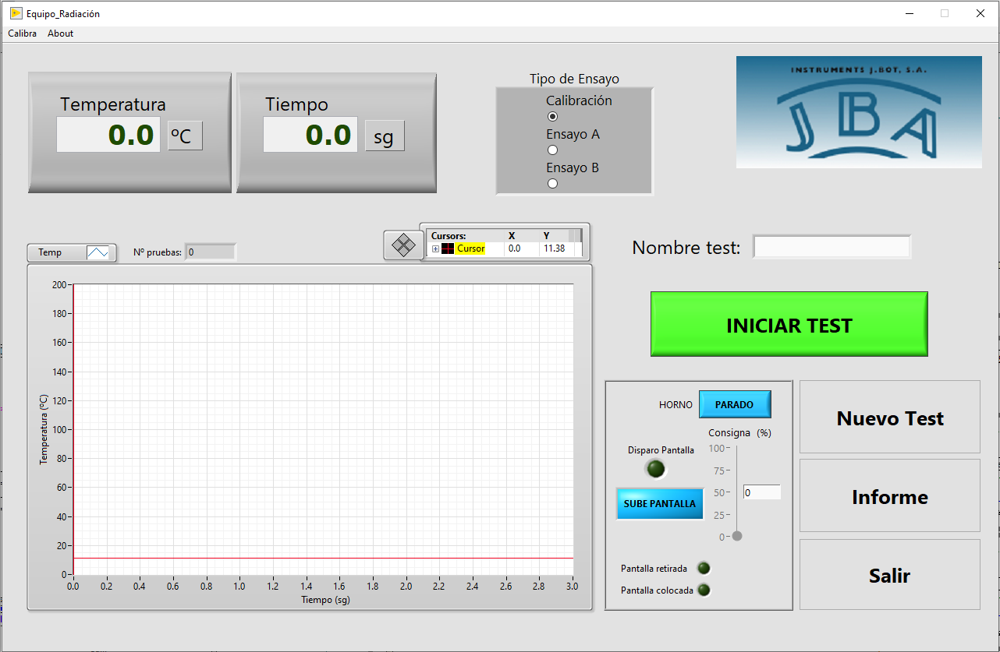 Equipo_Radiación
Calibra About
Temperatura
0.0 ºC
Tiempo
0.0 sg
Tipo de Ensayo
Calibración
Ensayo A
Ensayo B
INSTRUMENTS J.BOT, S.A.
JBA
Temp
Nº pruebas: 0
Cursors: X Y
Cursor 0.0 11.38
Nombre test:
INICIAR TEST
200
180
160
140
120
100
80
60
40
20
0
Temperatura (ºC)
0.0 0.2 0.4 0.6 0.8 1.0 1.2 1.4 1.6 1.8 2.0 2.2 2.4 2.6 2.8 3.0
Tiempo (sg)
HORNO PARADO
Consigna (%)
Disparo Pantalla
100
75
50
25
0
0
SUBE PANTALLA
Pantalla retirada
Pantalla colocada
Nuevo Test
Informe
Salir